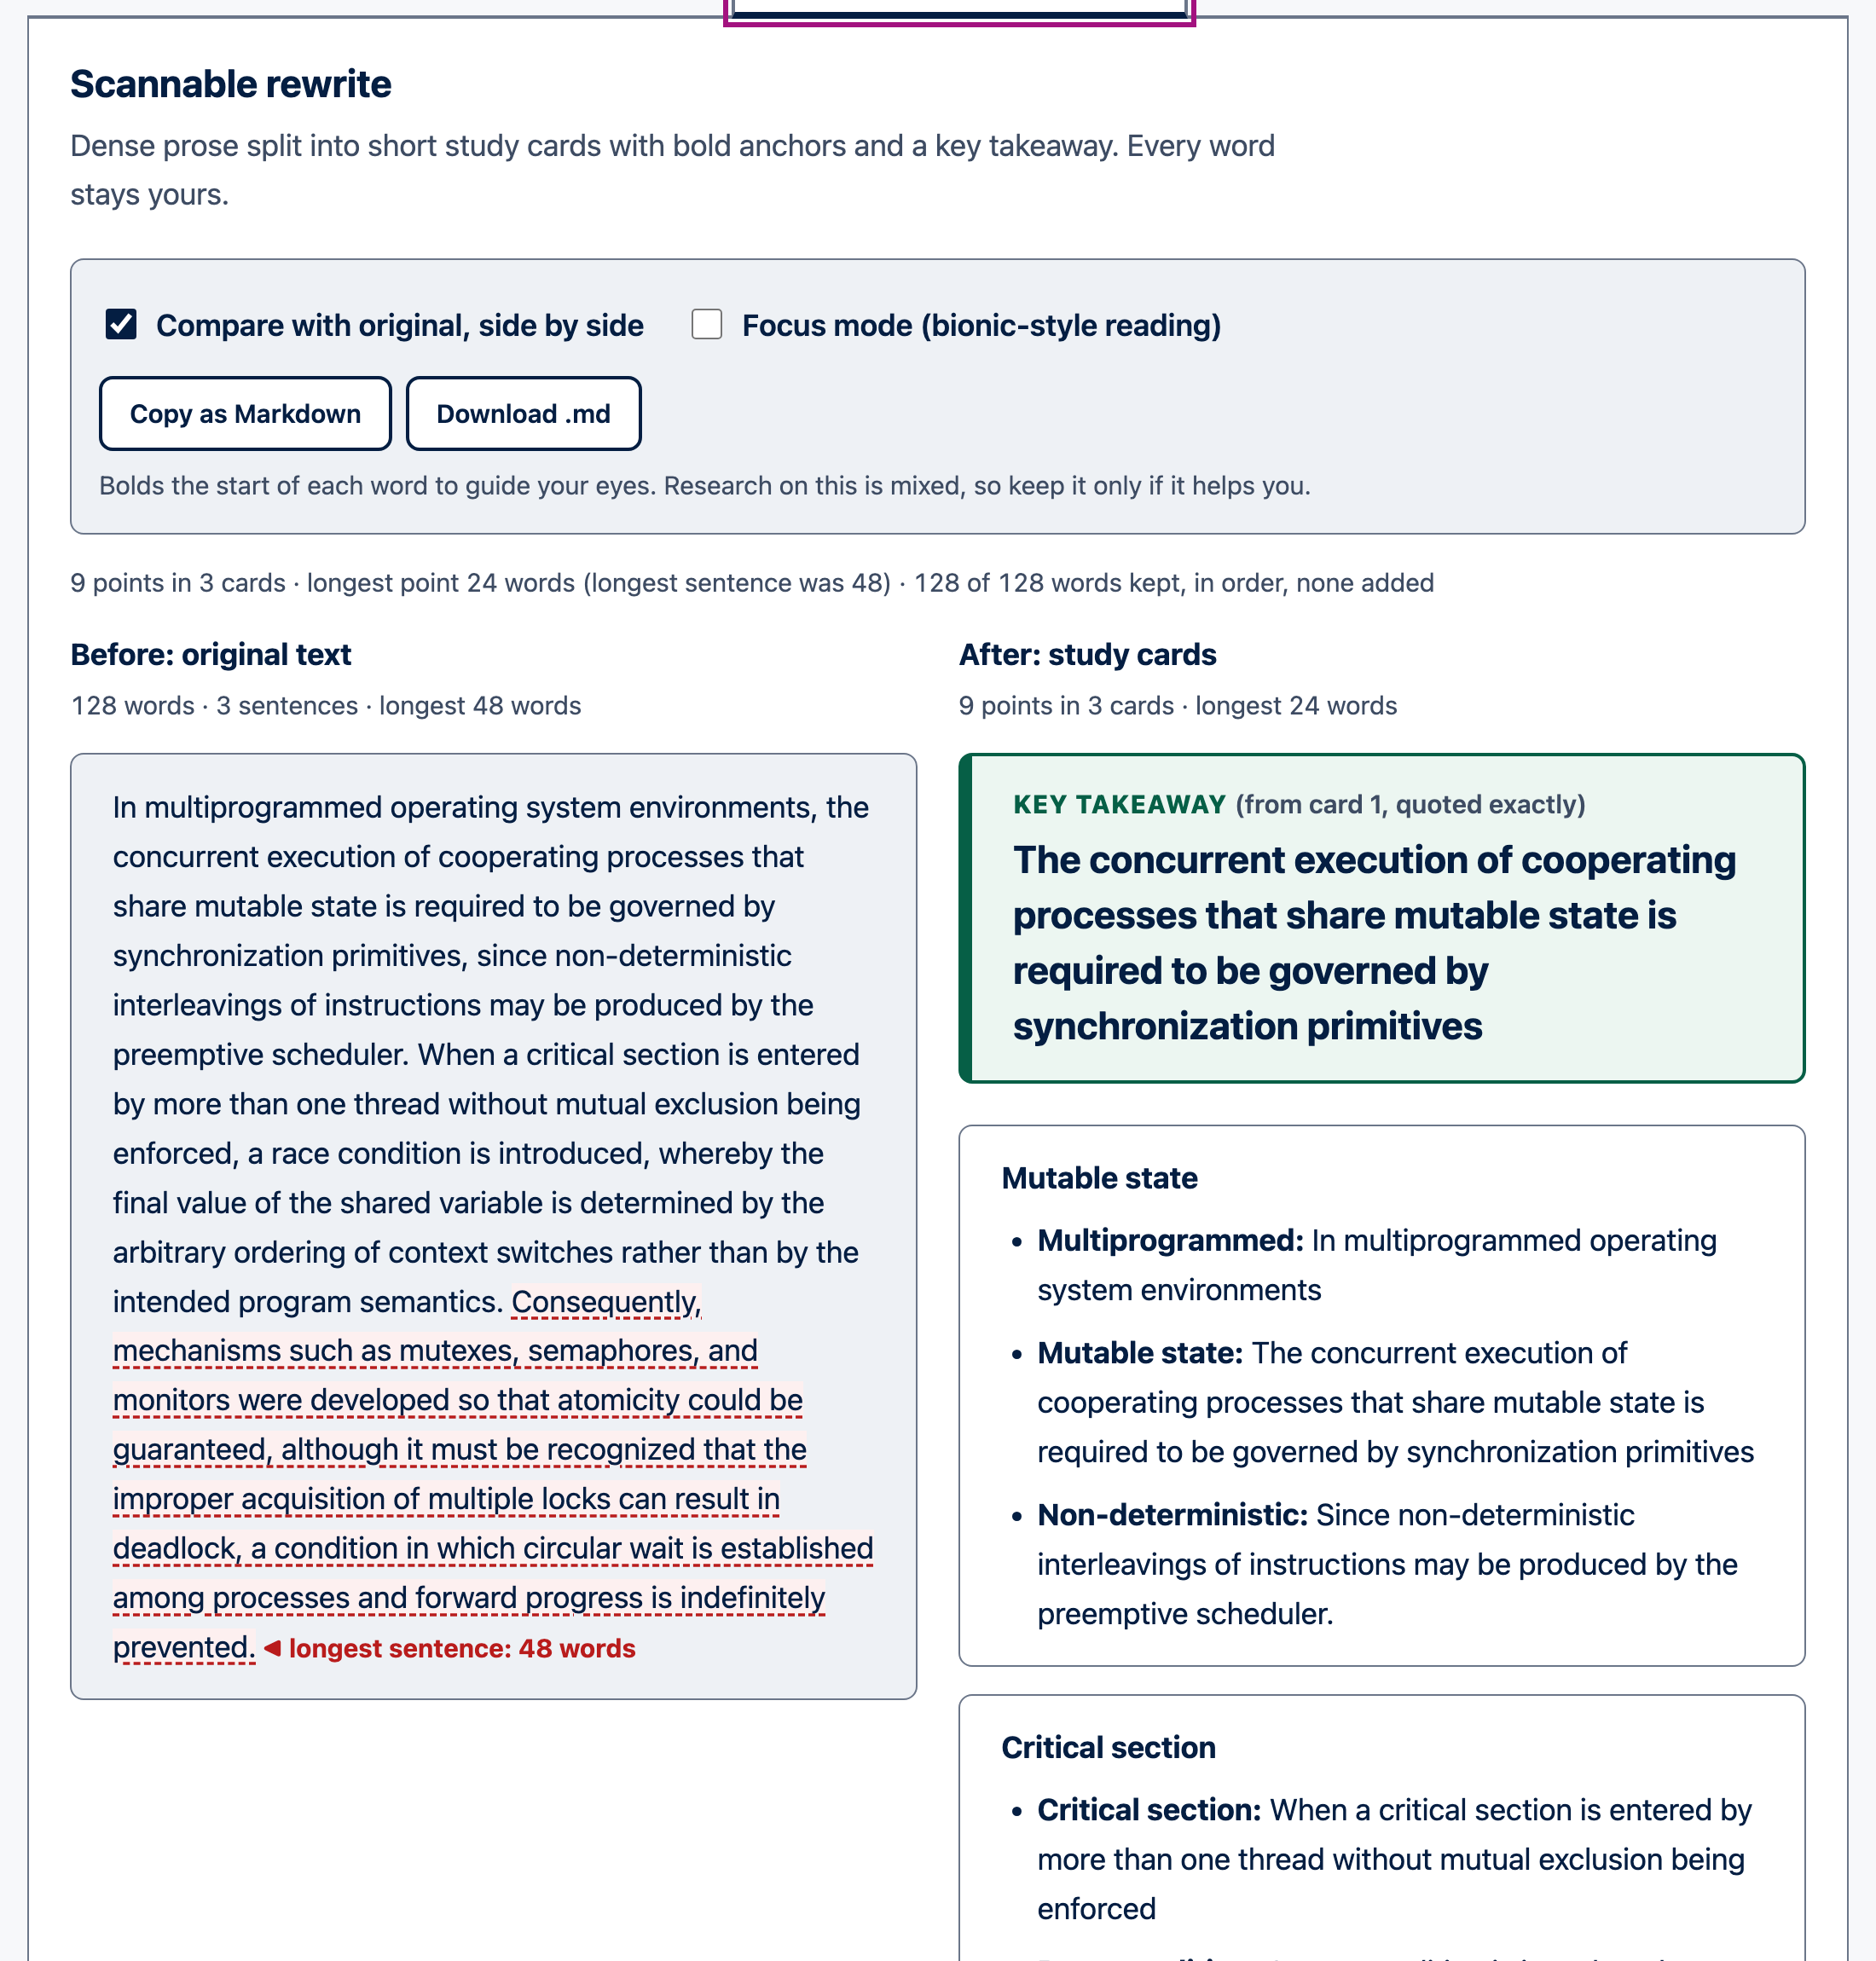 Scannable rewrite
Dense prose split into short study cards with bold anchors and a key takeaway. Every word
stays yours.
Compare with original, side by side
Focus mode (bionic-style reading)
Copy as Markdown
Download .md
Bolds the start of each word to guide your eyes. Research on this is mixed, so keep it only if it helps you.
9 points in 3 cards · longest point 24 words (longest sentence was 48) · 128 of 128 words kept, in order, none added
Before: original text
128 words · 3 sentences · longest 48 words
In multiprogrammed operating system environments, the
concurrent execution of cooperating processes that
share mutable state is required to be governed by
synchronization primitives, since non-deterministic
interleavings of instructions may be produced by the
preemptive scheduler. When a critical section is entered
by more than one thread without mutual exclusion being
enforced, a race condition is introduced, whereby the
final value of the shared variable is determined by the
arbitrary ordering of context switches rather than by the
intended program semantics. Consequently,
mechanisms such as mutexes, semaphores, and
monitors were developed so that atomicity could be
guaranteed, although it must be recognized that the
improper acquisition of multiple locks can result in
deadlock, a condition in which circular wait is established
among processes and forward progress is indefinitely
prevented. ◄ longest sentence: 48 words
After: study cards
9 points in 3 cards · longest 24 words
KEY TAKEAWAY (from card 1, quoted exactly)
The concurrent execution of cooperating
processes that share mutable state is
required to be governed by
synchronization primitives
Mutable state
• Multiprogrammed: In multiprogrammed operating
system environments
• Mutable state: The concurrent execution of
cooperating processes that share mutable state is
required to be governed by synchronization primitives
• Non-deterministic: Since non-deterministic
interleavings of instructions may be produced by the
preemptive scheduler.
Critical section
• Critical section: When a critical section is entered by
more than one thread without mutual exclusion being
enforced